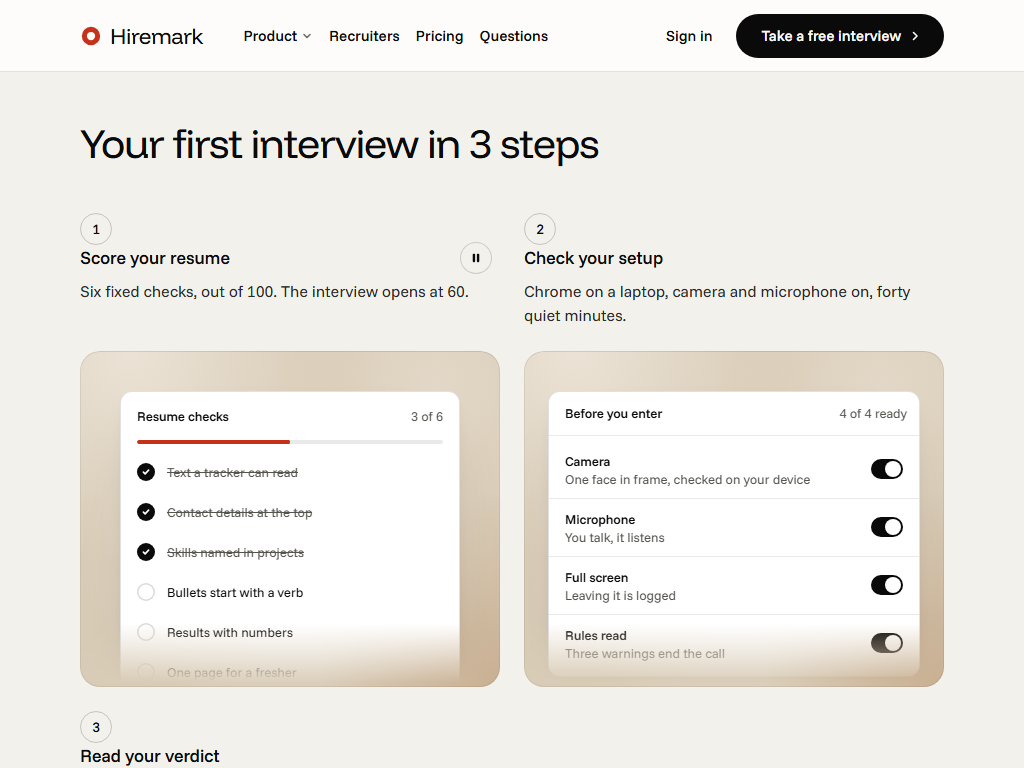 Hiremark
Product
Recruiters
Pricing
Questions
Sign in
Take a free interview
Your first interview in 3 steps
1
Score your resume
Six fixed checks, out of 100. The interview opens at 60.
Resume checks
3 of 6
Text a tracker can read
Contact details at the top
Skills named in projects
Bullets start with a verb
Results with numbers
One page for a fresher
2
Check your setup
Chrome on a laptop, camera and microphone on, forty
quiet minutes.
Before you enter
4 of 4 ready
Camera
One face in frame, checked on your device
Microphone
You talk, it listens
Full screen
Leaving it is logged
Rules read
Three warnings end the call
3
Read your verdict